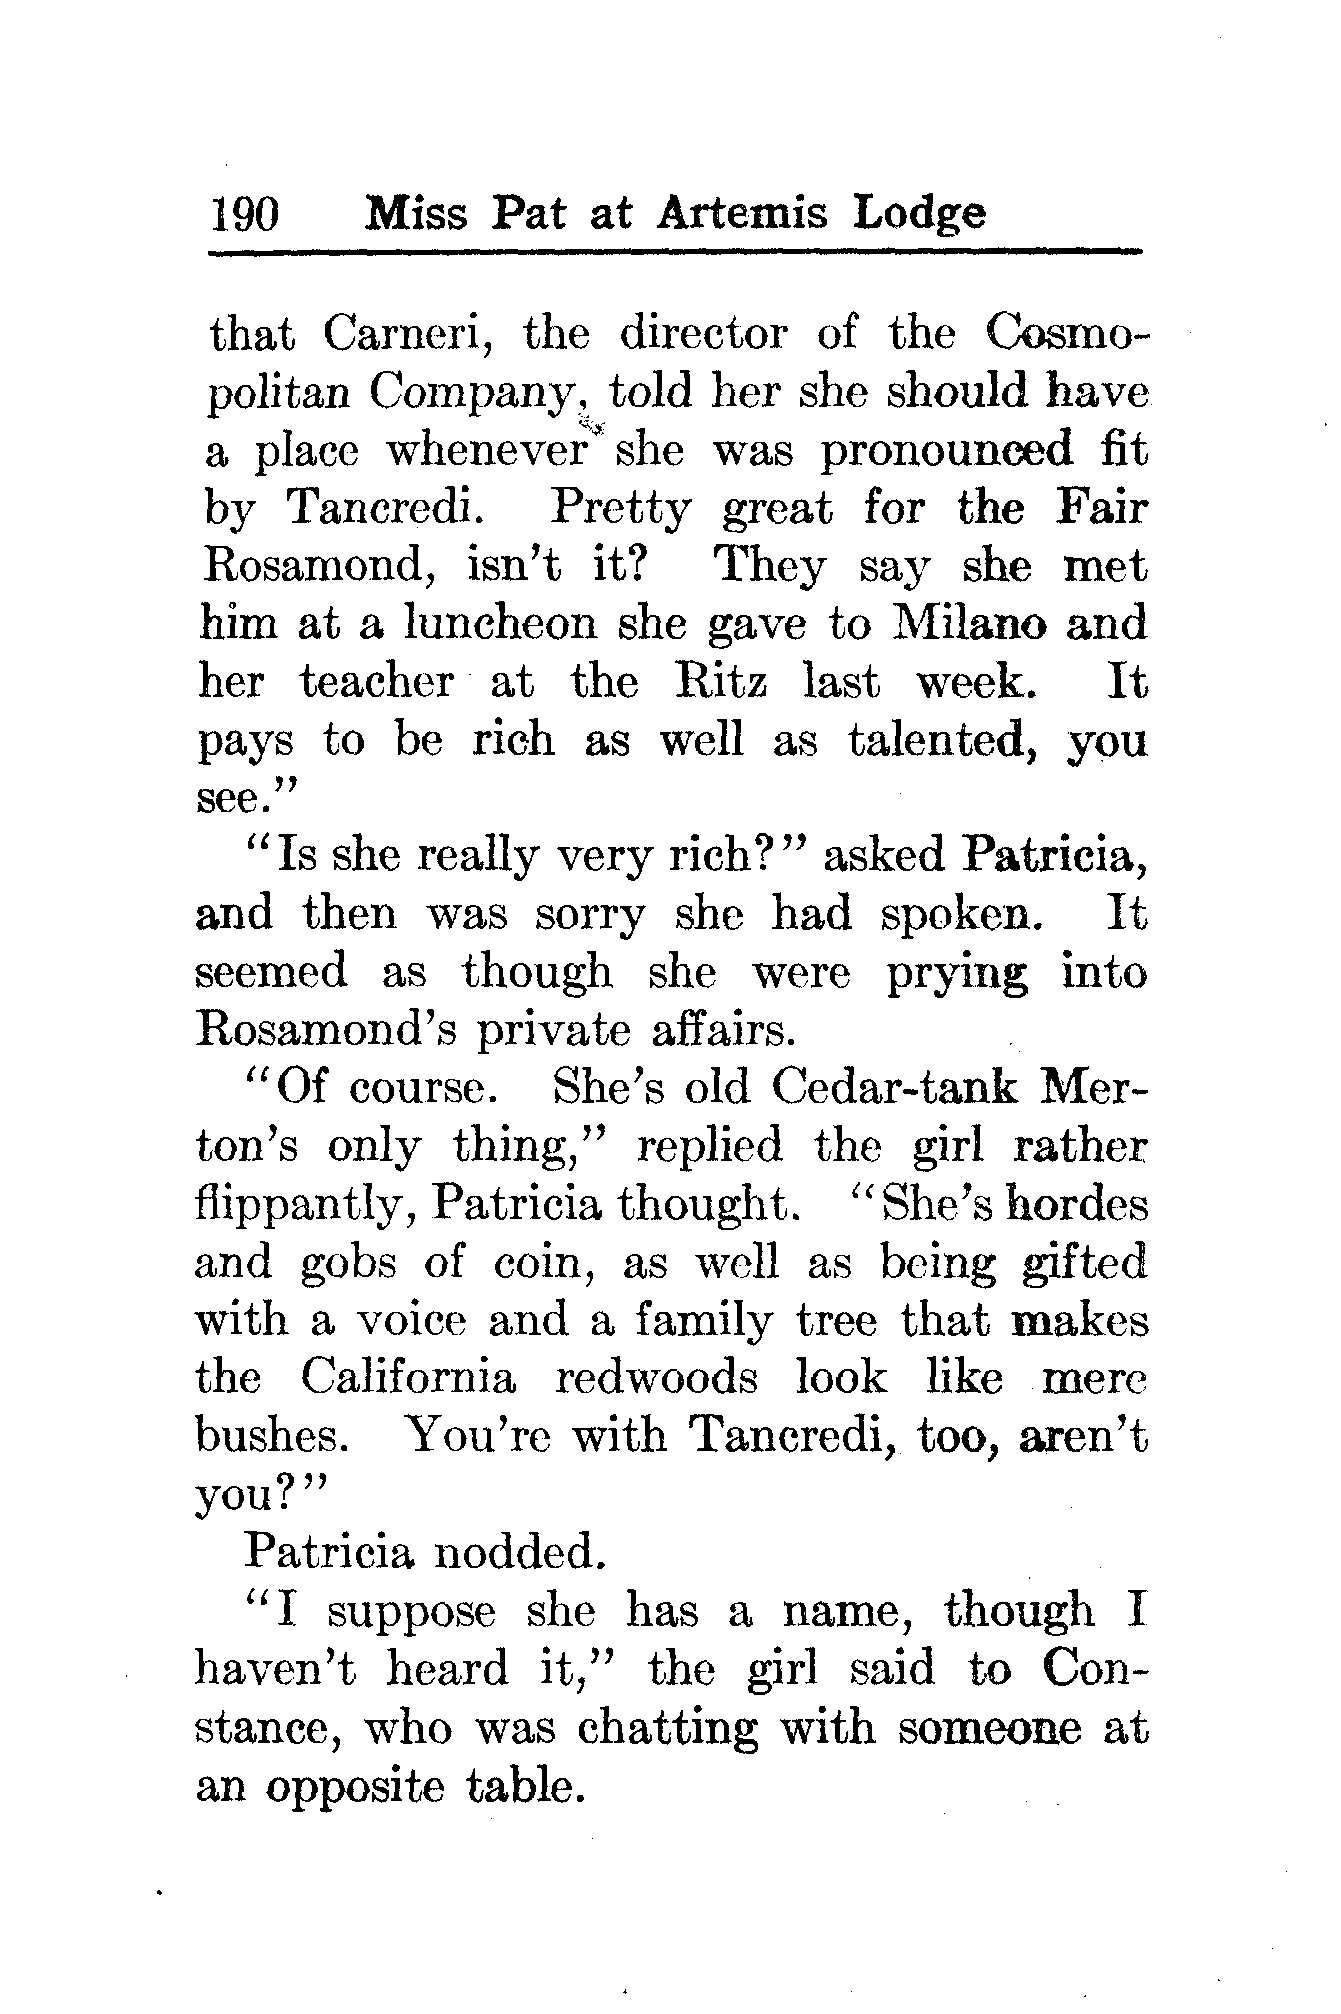 190 Miss Pat at Artemis Lodge
that Carneri, the director of the Cosmo-
politan Company, told her she should have
a place whenever she was pronounced fit
by Tancredi. Pretty great for the Fair
Rosamond, isn't it? They say she met
him at a luncheon she gave to Milano and
her teacher at the Ritz last week. It
pays to be rich as well as talented, you
see."
"Is she really very rich?" asked Patricia,
and then was sorry she had spoken. It
seemed as though she were prying into
Rosamond's private affairs.
"Of course. She's old Cedar-tank Mer-
ton's only thing," replied the girl rather
flippantly, Patricia thought. "She's hordes
and gobs of coin, as well as being gifted
with a voice and a family tree that makes
the California redwoods look like mere
bushes. You're with Tancredi, too, aren't
you?"
Patricia nodded.
"I suppose she has a name, though I
haven't heard it," the girl said to Con-
stance, who was chatting with someone at
an opposite table.